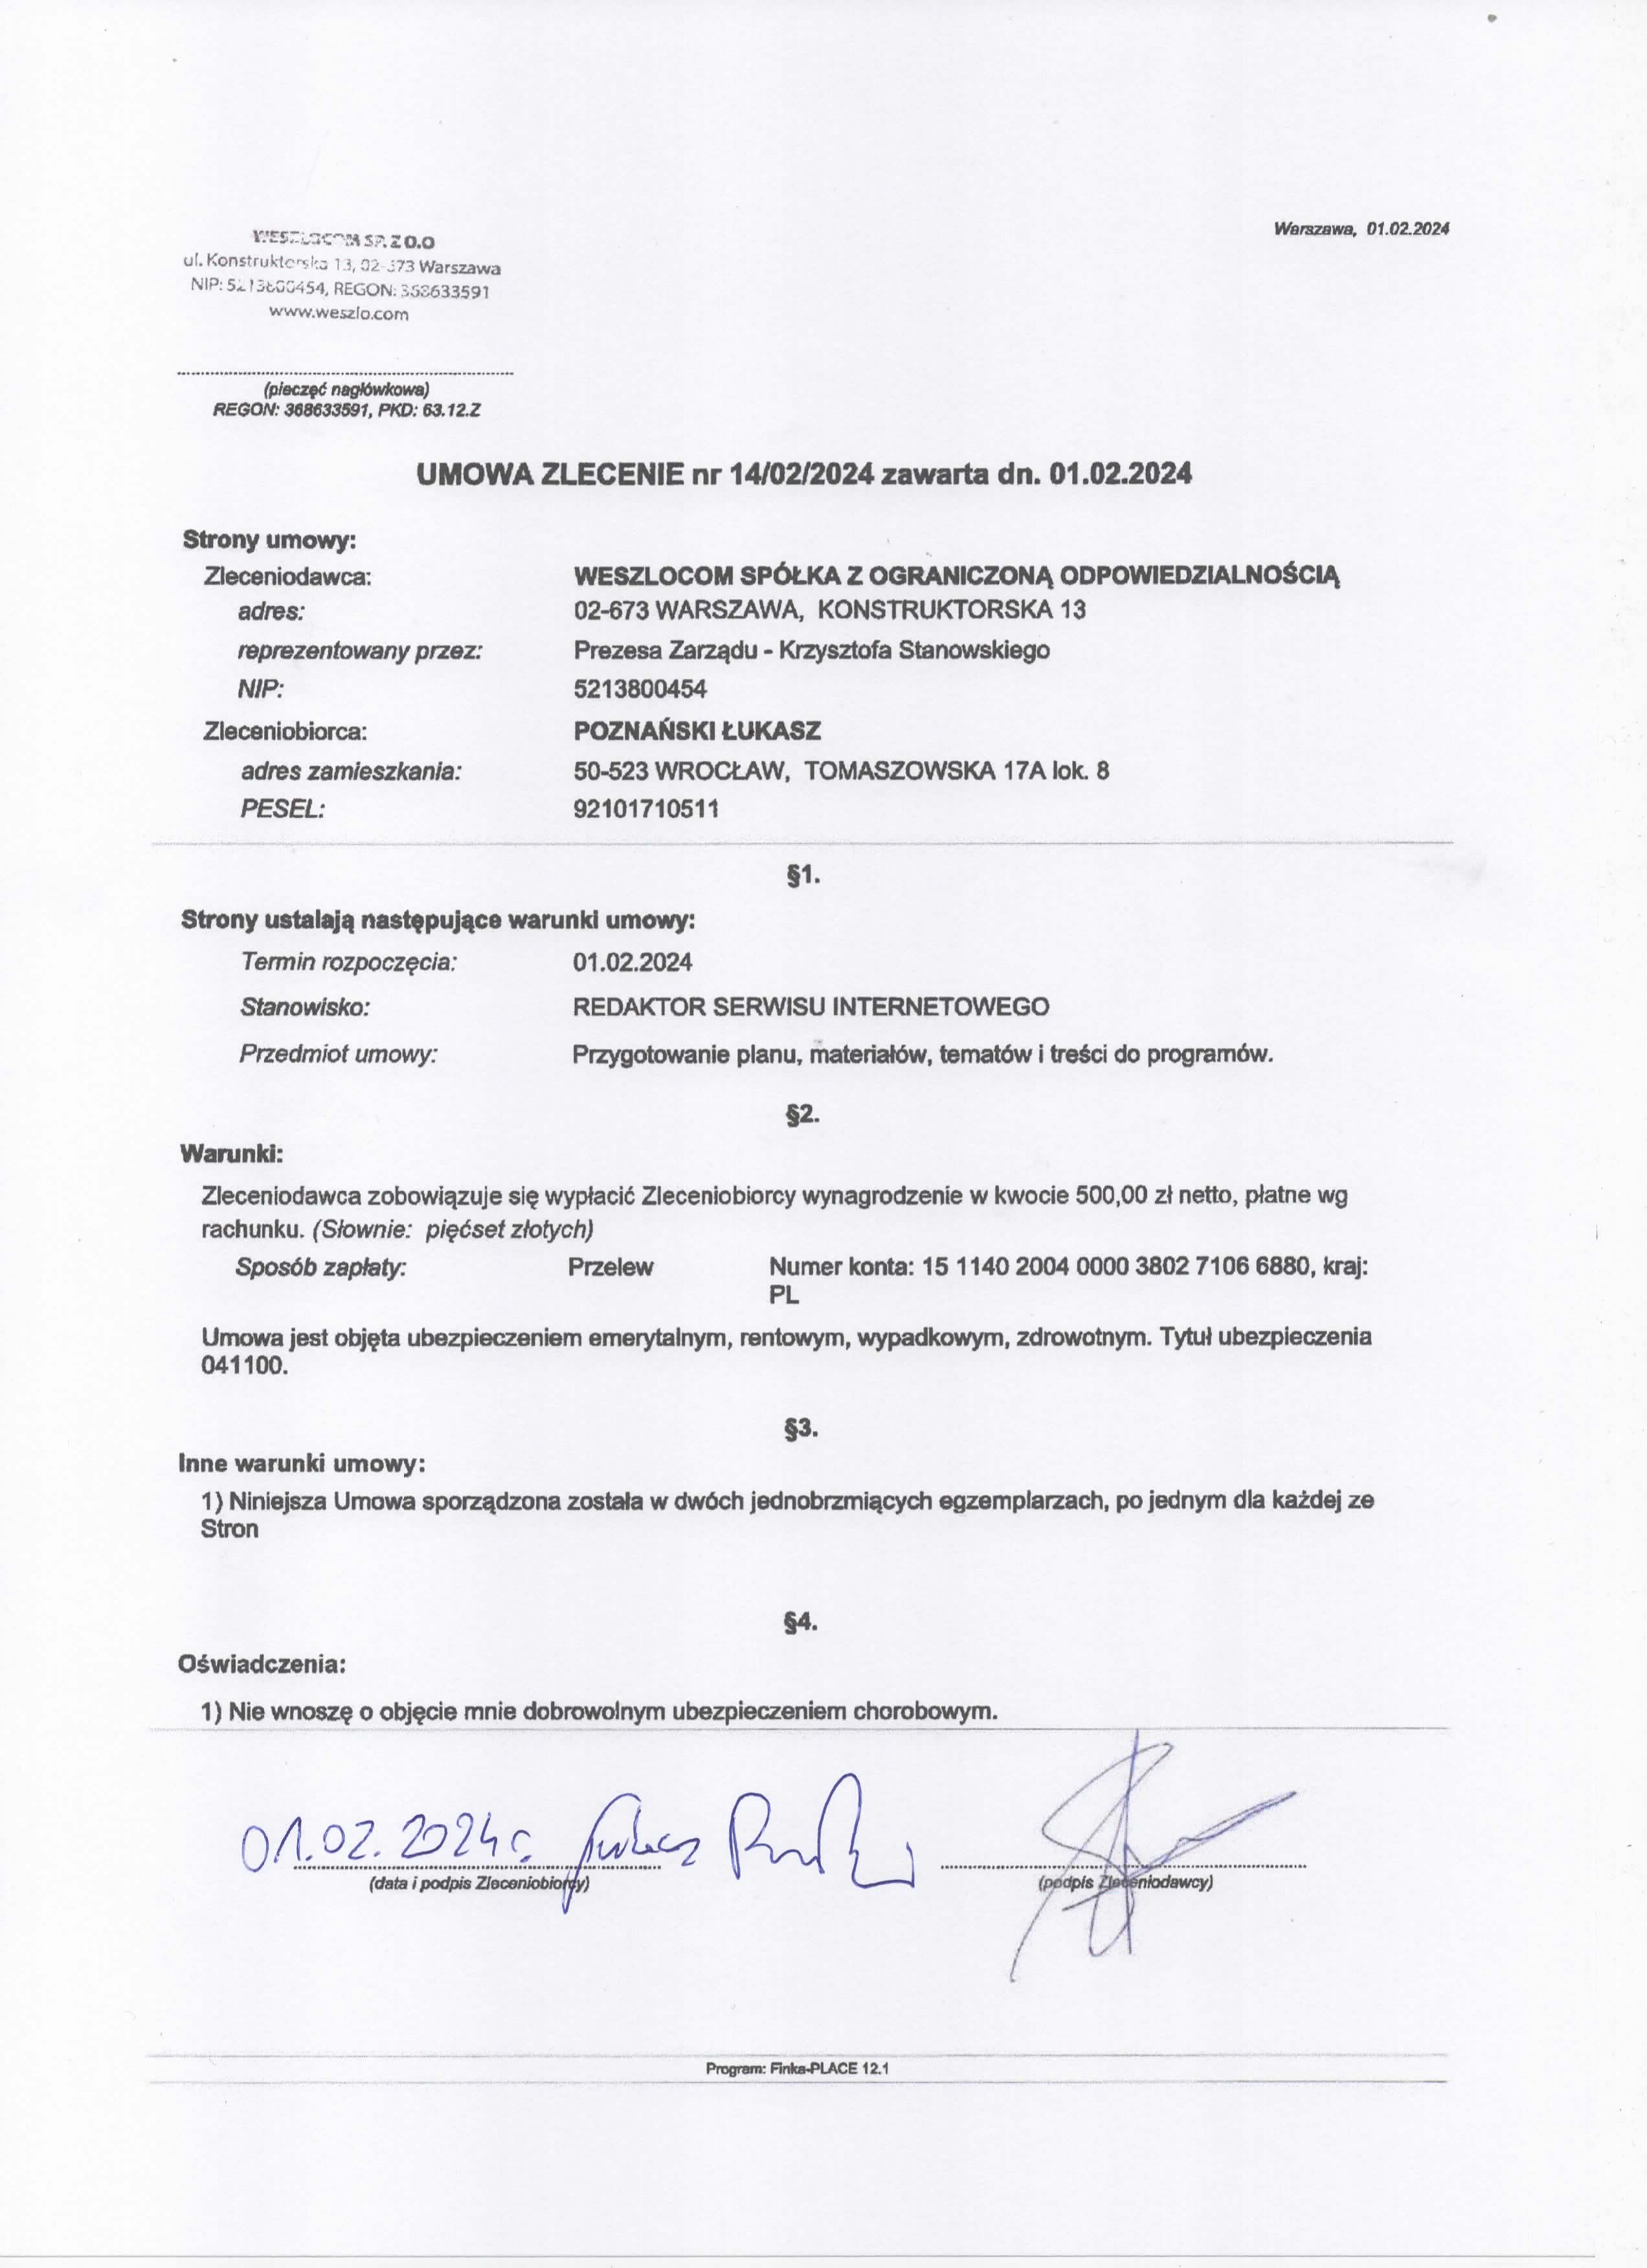 WESZLOCOM SP. Z O.O
Warszawa, 01.02.2024
ul. Konstruktorska 13, 02-673 Warszawa
NIP: 5213800454, REGON: 368633591
www.weszlo.com
(pieczęć nagłówkowa)
REGON: 368633591, PKD: 63.12.Z
UMOWA ZLECENIE nr 14/02/2024 zawarta dn. 01.02.2024
Strony umowy:
Zleceniodawca: WESZLOCOM SPÓŁKA Z OGRANICZONĄ ODPOWIEDZIALNOŚCIĄ
adres: 02-673 WARSZAWA, KONSTRUKTORSKA 13
reprezentowany przez: Prezesa Zarządu - Krzysztofa Stanowskiego
NIP: 5213800454
Zleceniobiorca: POZNAŃSKI ŁUKASZ
adres zamieszkania: 50-523 WROCŁAW, TOMASZOWSKA 17A lok. 8
PESEL: 92101710511
§1.
Strony ustalają następujące warunki umowy:
Termin rozpoczęcia: 01.02.2024
Stanowisko: REDAKTOR SERWISU INTERNETOWEGO
Przedmiot umowy: Przygotowanie planu, materiałów, tematów i treści do programów.
§2.
Warunki:
Zleceniodawca zobowiązuje się wypłacić Zleceniobiorcy wynagrodzenie w kwocie 500,00 zł netto, płatne wg
rachunku. (Słownie: pięćset złotych)
Sposób zapłaty: Przelew Numer konta: 15 1140 2004 0000 3802 7106 6880, kraj:
PL
Umowa jest objęta ubezpieczeniem emerytalnym, rentowym, wypadkowym, zdrowotnym. Tytuł ubezpieczenia
041100.
§3.
Inne warunki umowy:
1) Niniejsza Umowa sporządzona została w dwóch jednobrzmiących egzemplarzach, po jednym dla każdej ze
Stron
§4.
Oświadczenia:
1) Nie wnoszę o objęcie mnie dobrowolnym ubezpieczeniem chorobowym.
01.02.2024r.
(data i podpis Zleceniobiorcy) (podpis Zleceniodawcy)
Program: Finka-PLACE 12.1